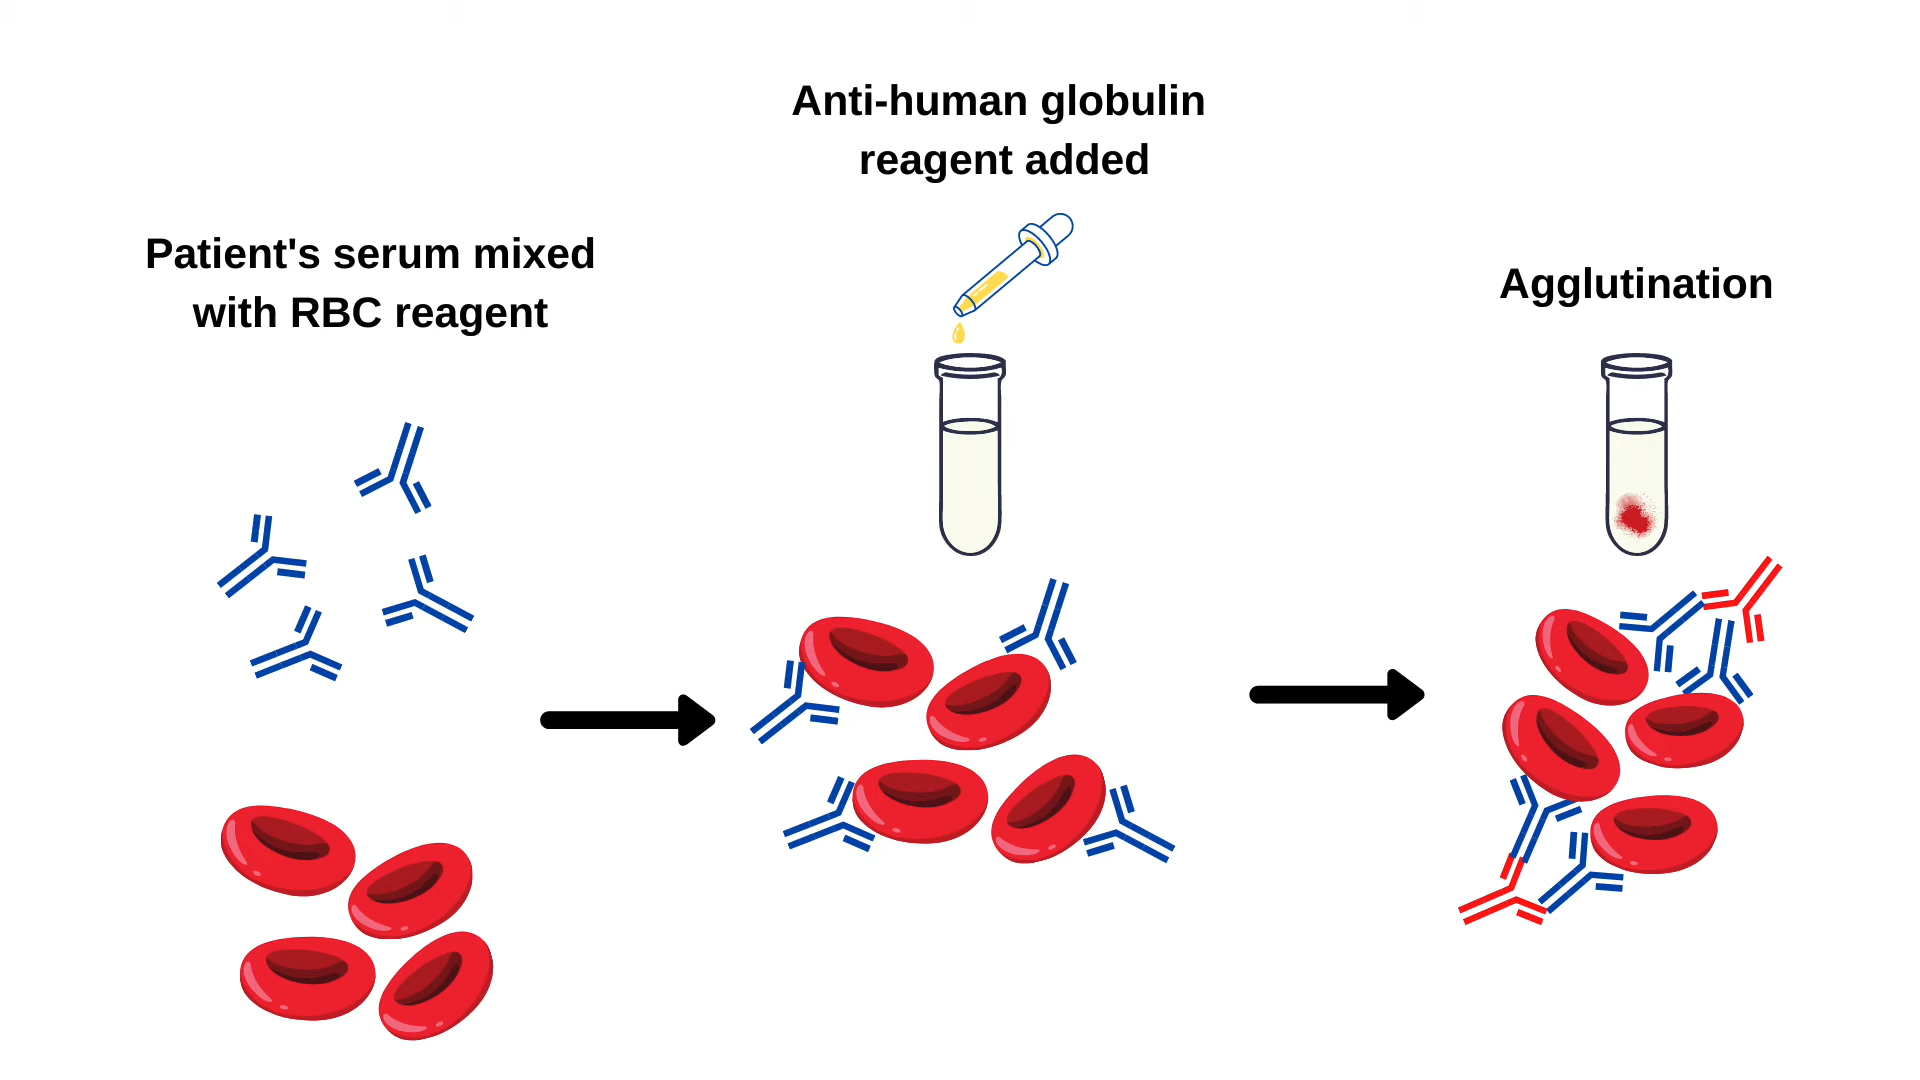 Patient's serum mixed
with RBC reagent
Anti-human globulin
reagent added
Agglutination